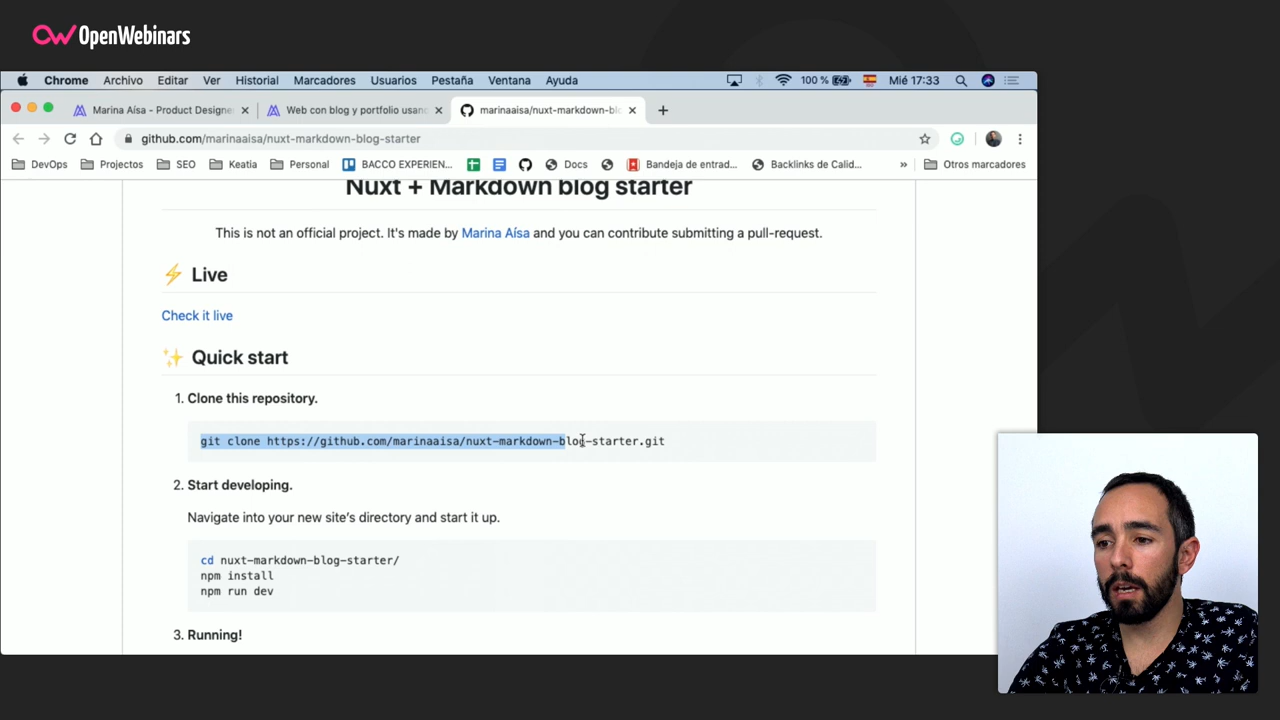 OpenWebinars
Chrome Archivo Editar Ver Historial Marcadores Usuarios Pestaña Ventana Ayuda 100 % Mié 17:33
Marina Aísa - Product Designe
Web con blog y portfolio usan
marinaaisa/nuxt-markdown-blo
github.com/marinaaisa/nuxt-markdown-blog-starter
DevOps Projectos SEO Keatia Personal BACCO EXPERIEN... Docs Bandeja de entrad... Backlinks de Calid... » Otros marcadores
Nuxt + Markdown blog starter
This is not an official project. It's made by Marina Aísa and you can contribute submitting a pull-request.
Live
Check it live
Quick start
1. Clone this repository.
git clone https://github.com/marinaaisa/nuxt-markdown-blog-starter.git
2. Start developing.
Navigate into your new site's directory and start it up.
cd nuxt-markdown-blog-starter/
npm install
npm run dev
3. Running!